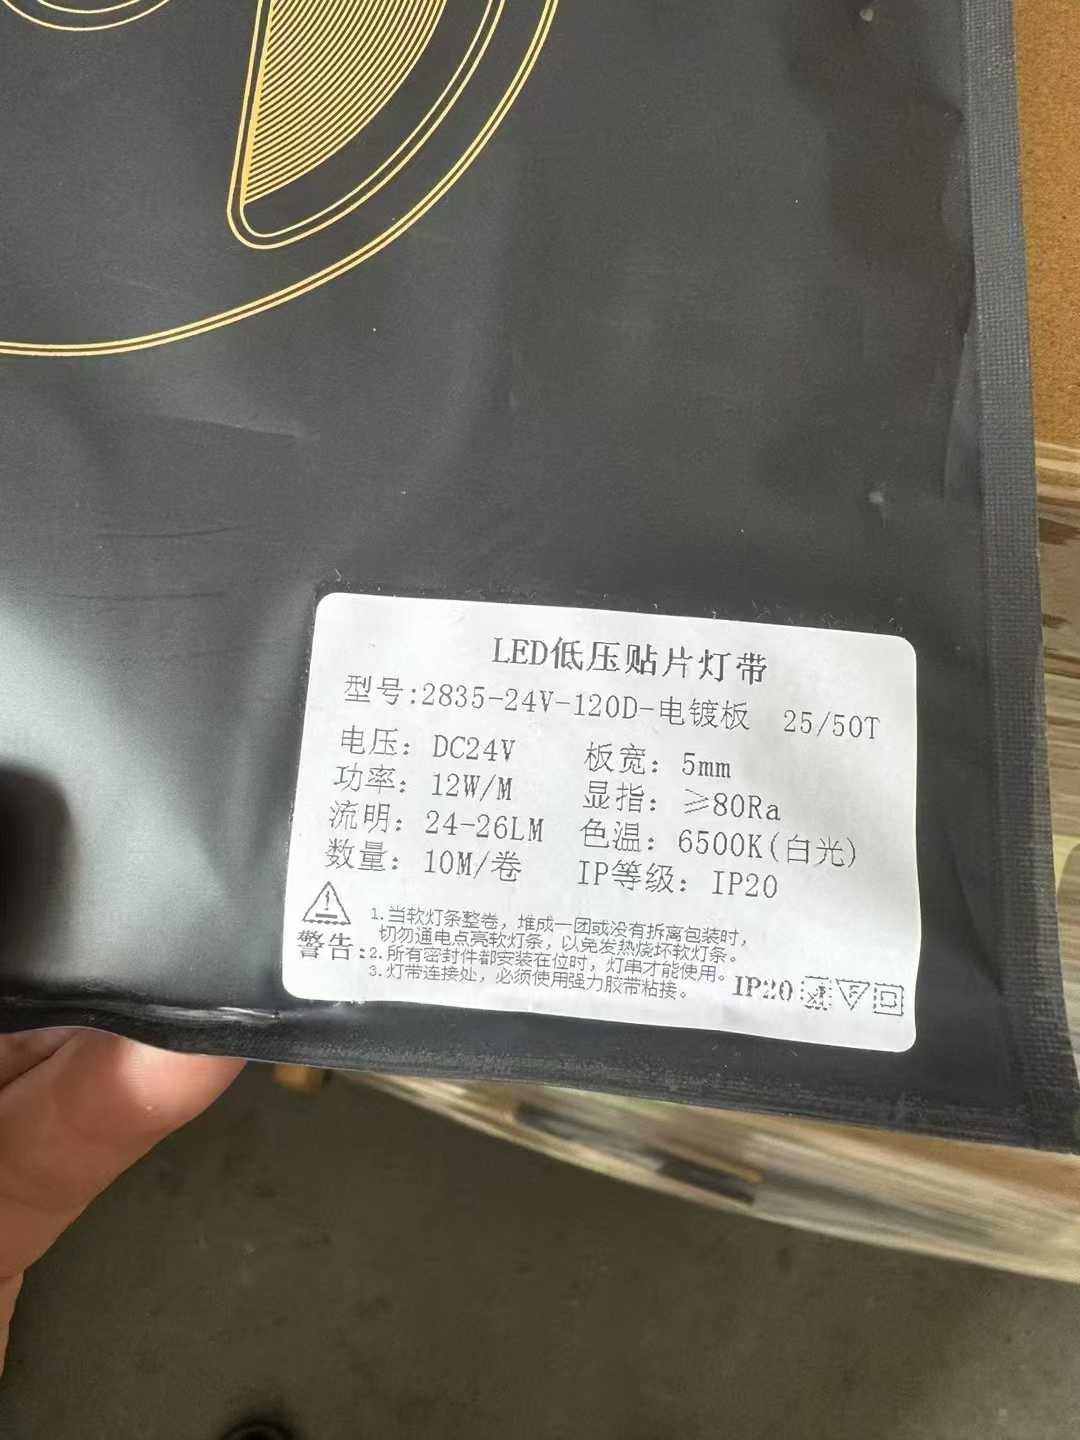 LED低压贴片灯带
型号:2835-24V-120D-电镀板 25/50T
电压: DC24V 板宽: 5mm
功率: 12W/M 显指: ≥80Ra
流明: 24-26LM 色温: 6500K(白光)
数量: 10M/卷 IP等级: IP20
警告:
1.当软灯条整卷，堆成一团或没有拆离包装时，
切勿通电点亮软灯条，以免发热烧坏软灯条。
2.所有密封件都安装在位时，灯串才能使用。
3.灯带连接处，必须使用强力胶带粘接。
IP20 F